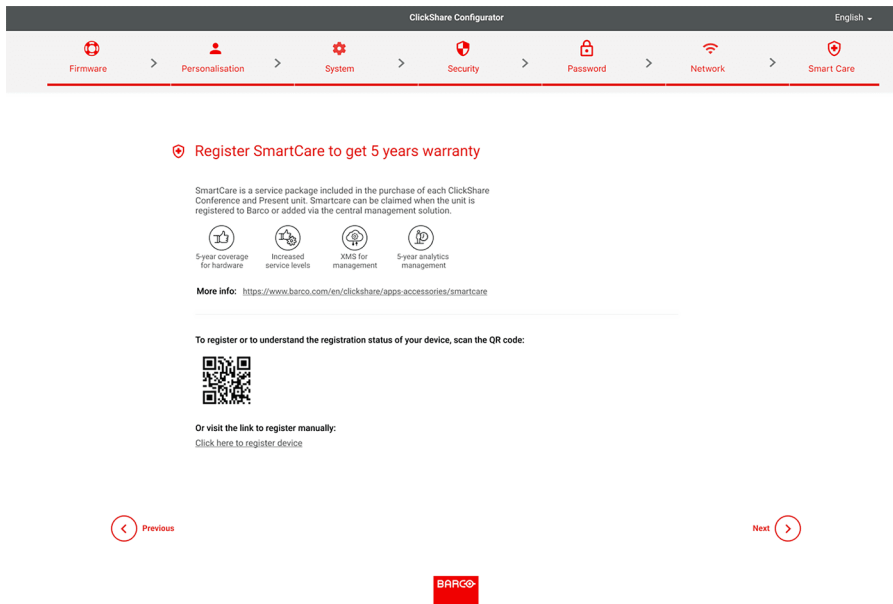 ClickShare Configurator
English
Firmware
Personalisation
System
Security
Password
Network
Smart Care
Register SmartCare to get 5 years warranty
SmartCare is a service package included in the purchase of each ClickShare
Conference and Present unit. Smartcare can be claimed when the unit is
registered to Barco or added via the central management solution.
5-year coverage
for hardware
Increased
service levels
XMS for
management
5-year analytics
management
More info: https://www.barco.com/en/clickshare/apps-accessories/smartcare
To register or to understand the registration status of your device, scan the QR code:
Or visit the link to register manually:
Click here to register device
Previous
Next
BARCO